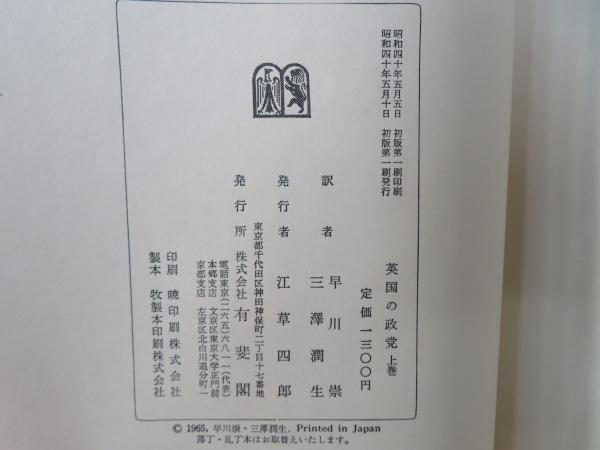 英国の政党 上巻
定価 一三〇〇円
昭和四十年五月五日 初版第一刷印刷
昭和四十年五月十日 初版第一刷発行
訳者 早川崇
三澤潤生
発行者 江草四郎
東京都千代田区神田神保町二丁目十七番地
発行所 株式会社 有斐閣
電話東京(二六五)六八一一(代表)
本郷支店 文京区東京大学正門前
京都支店 左京区北白川追分町一
印刷 暁印刷株式会社
製本 牧製本印刷株式会社
© 1965, 早川崇・三澤潤生. Printed in Japan
落丁・乱丁本はお取替えいたします。